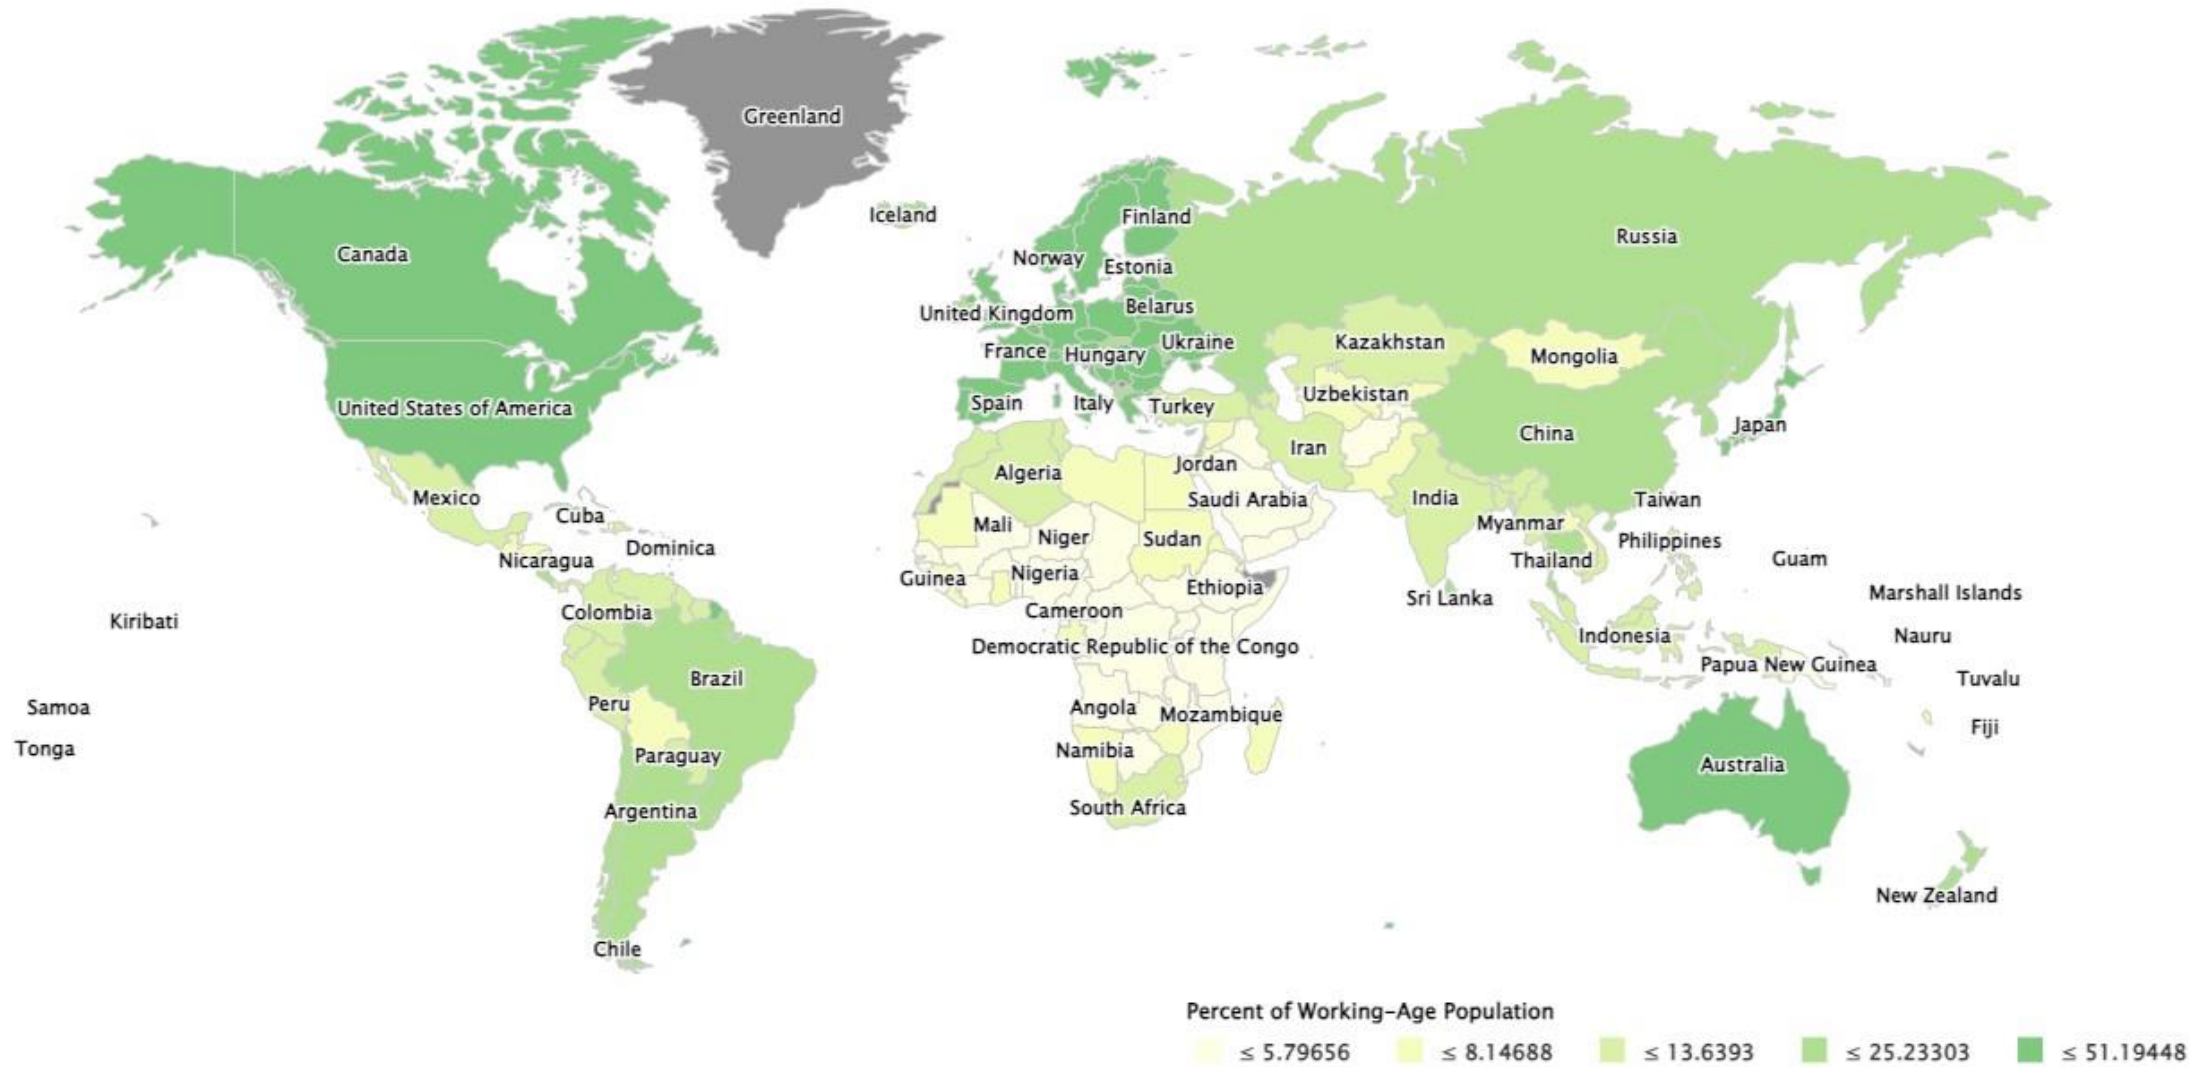 Greenland
Iceland
Finland
Russia
Canada
Norway
Estonia
Belarus
United Kingdom
Ukraine
Kazakhstan
France
Hungary
Mongolia
Uzbekistan
United States of America
Spain
Italy
Turkey
Japan
China
Iran
Jordan
Algeria
Mexico
Saudi Arabia
India
Taiwan
Cuba
Mali
Niger
Sudan
Myanmar
Philippines
Dominica
Nicaragua
Thailand
Guam
Guinea
Nigeria
Ethiopia
Sri Lanka
Marshall Islands
Colombia
Cameroon
Kiribati
Indonesia
Nauru
Democratic Republic of the Congo
Papua New Guinea
Brazil
Tuvalu
Peru
Samoa
Angola
Mozambique
Fiji
Tonga
Namibia
Paraguay
Australia
South Africa
Argentina
New Zealand
Chile
Percent of Working-Age Population
≤ 5.79656 ≤ 8.14688 ≤ 13.6393 ≤ 25.23303 ≤ 51.19448